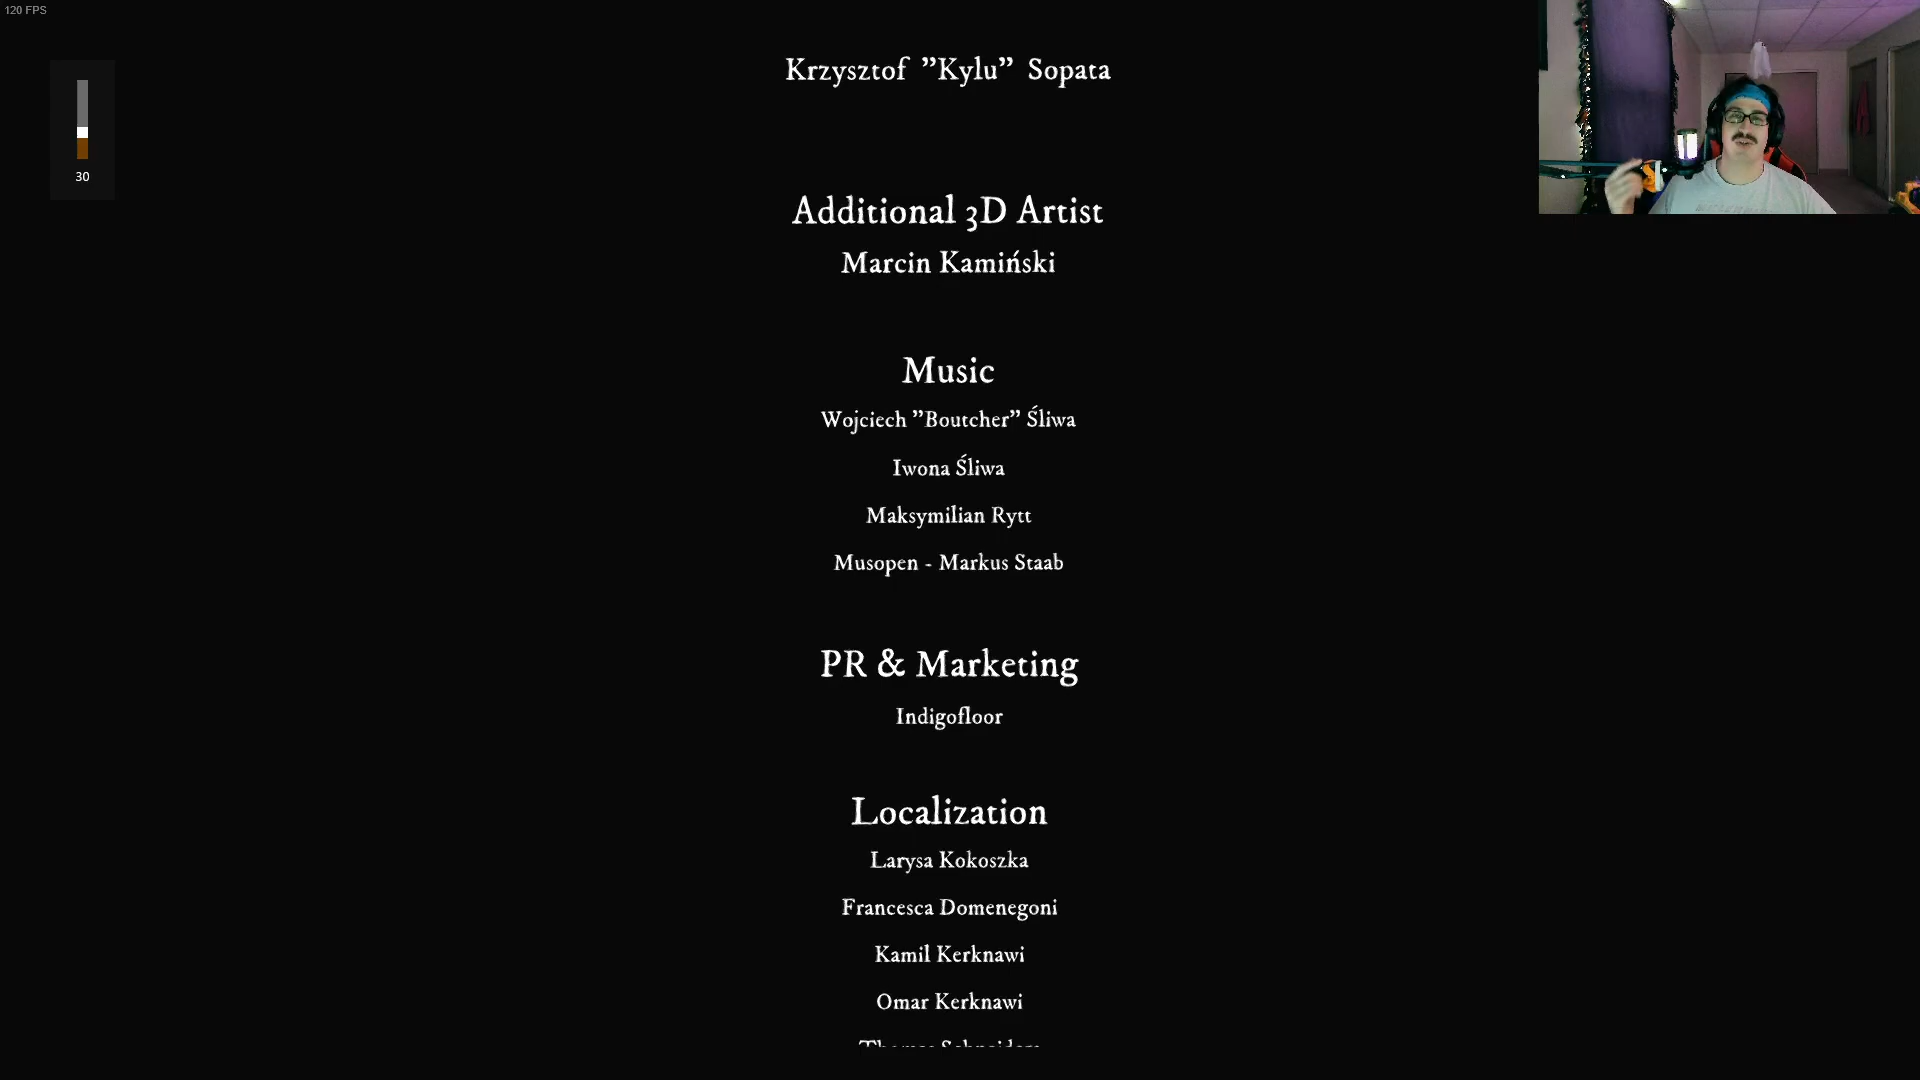 120 FPS
30
Krzysztof ”Kylu” Sopata
Additional 3D Artist
Marcin Kamiński
Music
Wojciech ”Boutcher” Śliwa
Iwona Śliwa
Maksymilian Rytt
Musopen - Markus Staab
PR & Marketing
Indigofloor
Localization
Larysa Kokoszka
Francesca Domenegoni
Kamil Kerknawi
Omar Kerknawi